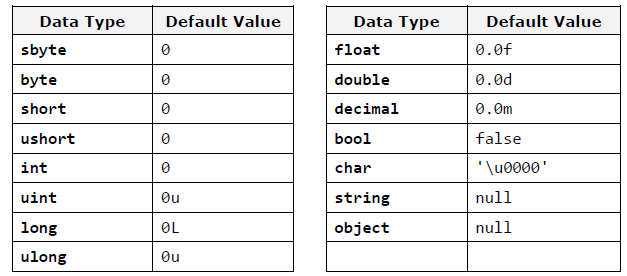 Data Type Default Value
sbyte 0
byte 0
short 0
ushort 0
int 0
uint 0u
long 0L
ulong 0u
Data Type Default Value
float 0.0f
double 0.0d
decimal 0.0m
bool false
char '\u0000'
string null
object null